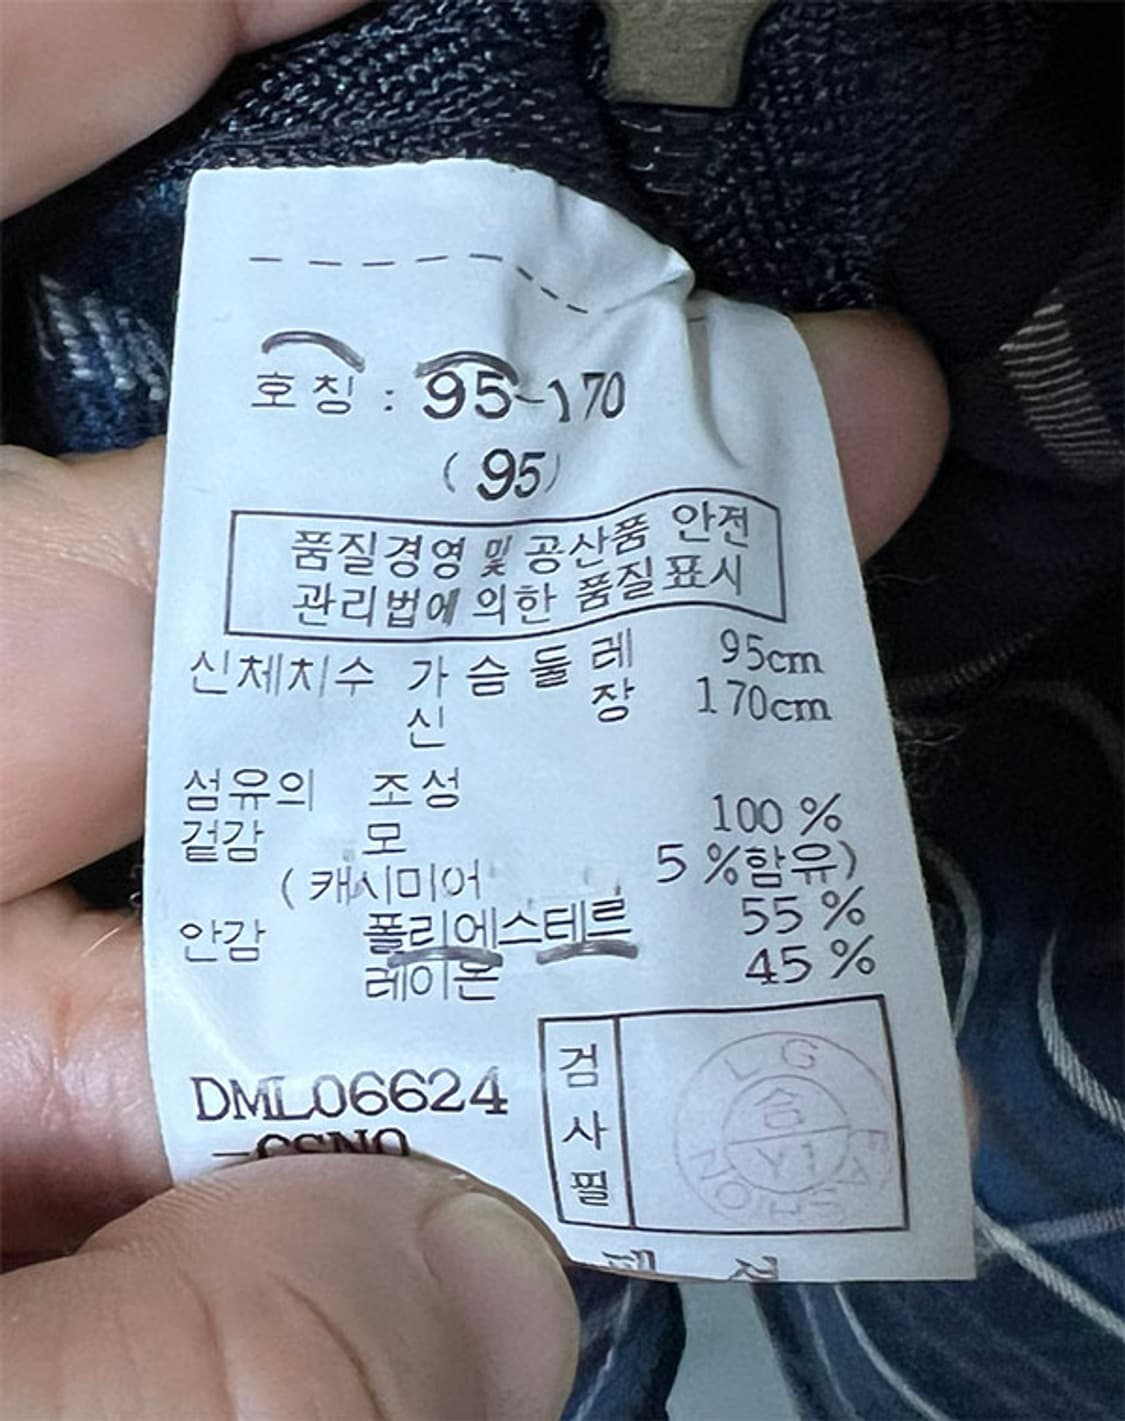 호칭 : 95-170
(95)
품질경영 및 공산품 안전
관리법에 의한 품질표시
신체치수 가슴둘레 95cm
신장 170cm
섬유의 조성
겉감 모 100%
(캐시미어 5%함유)
안감 폴리에스테르 55%
레이온 45%
DML06624
검사필
LG FASHION
합